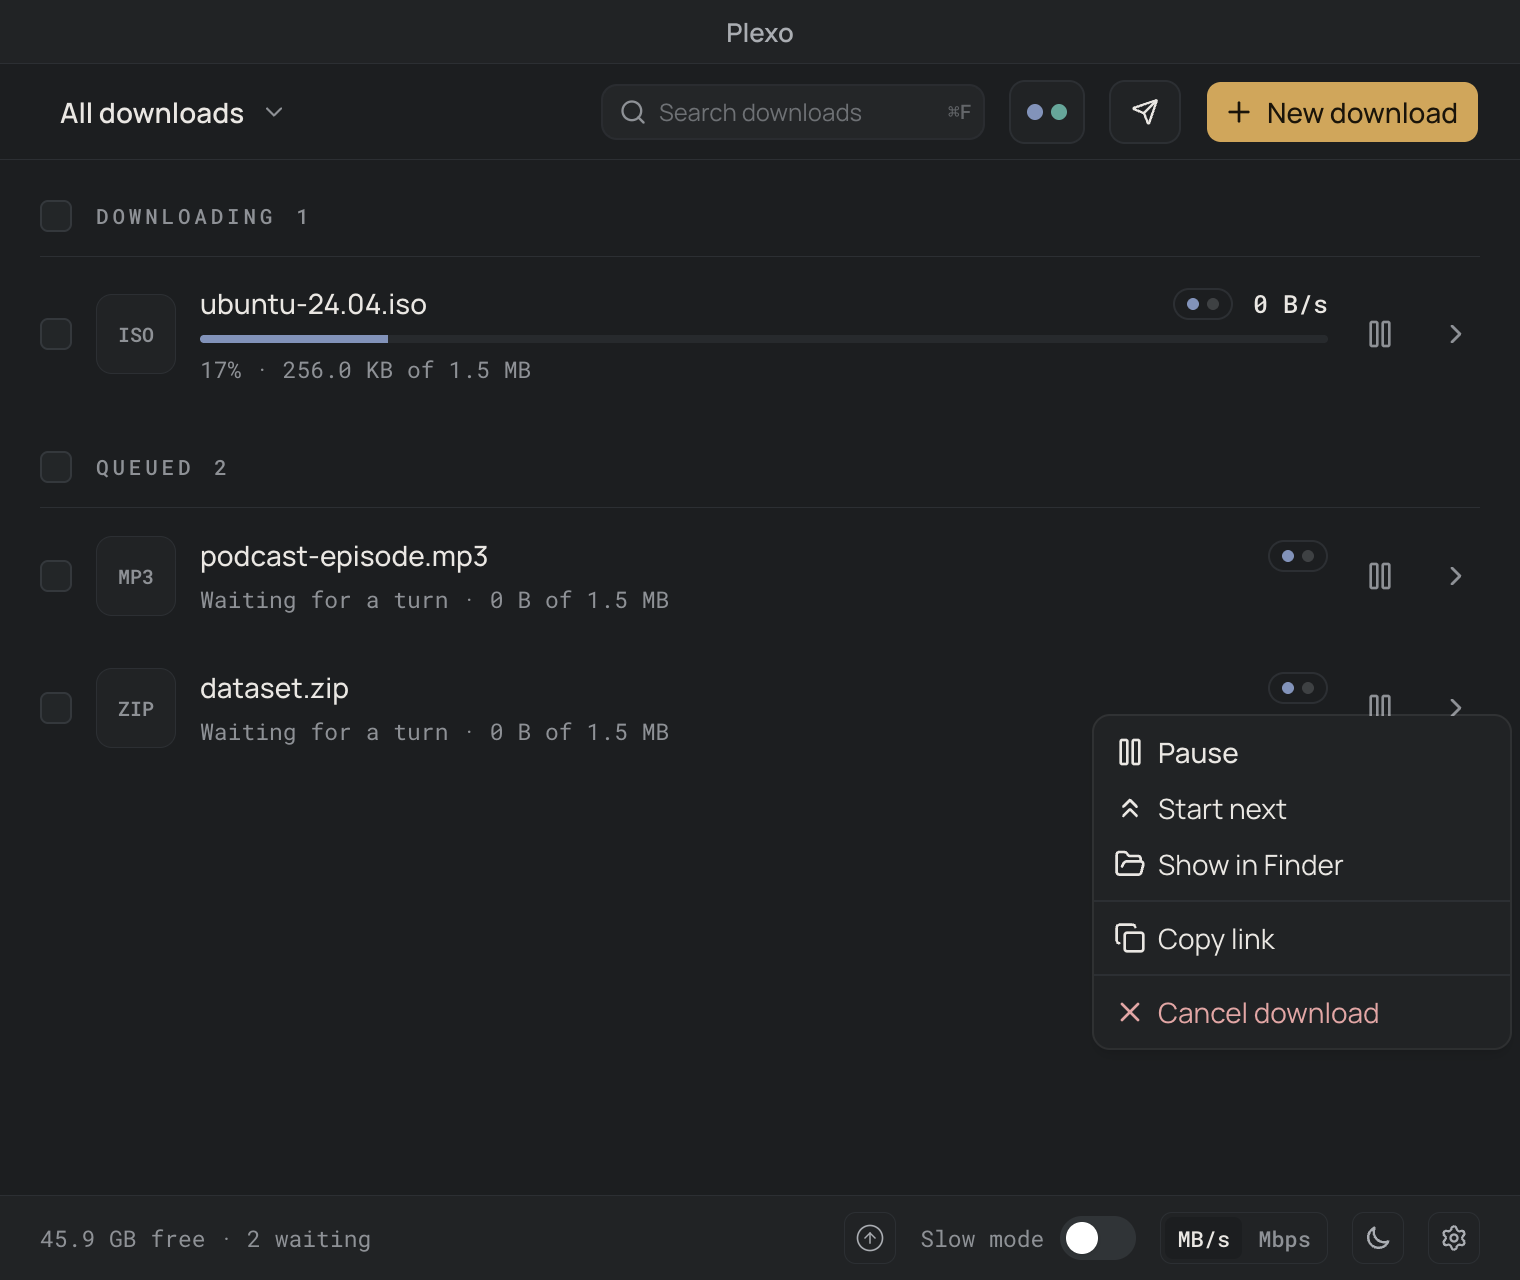 Plexo
All downloads
Search downloads ⌘F
New download
DOWNLOADING 1
ISO
ubuntu-24.04.iso
0 B/s
17% · 256.0 KB of 1.5 MB
QUEUED 2
MP3
podcast-episode.mp3
Waiting for a turn · 0 B of 1.5 MB
ZIP
dataset.zip
Waiting for a turn · 0 B of 1.5 MB
Pause
Start next
Show in Finder
Copy link
Cancel download
45.9 GB free · 2 waiting
Slow mode
MB/s Mbps